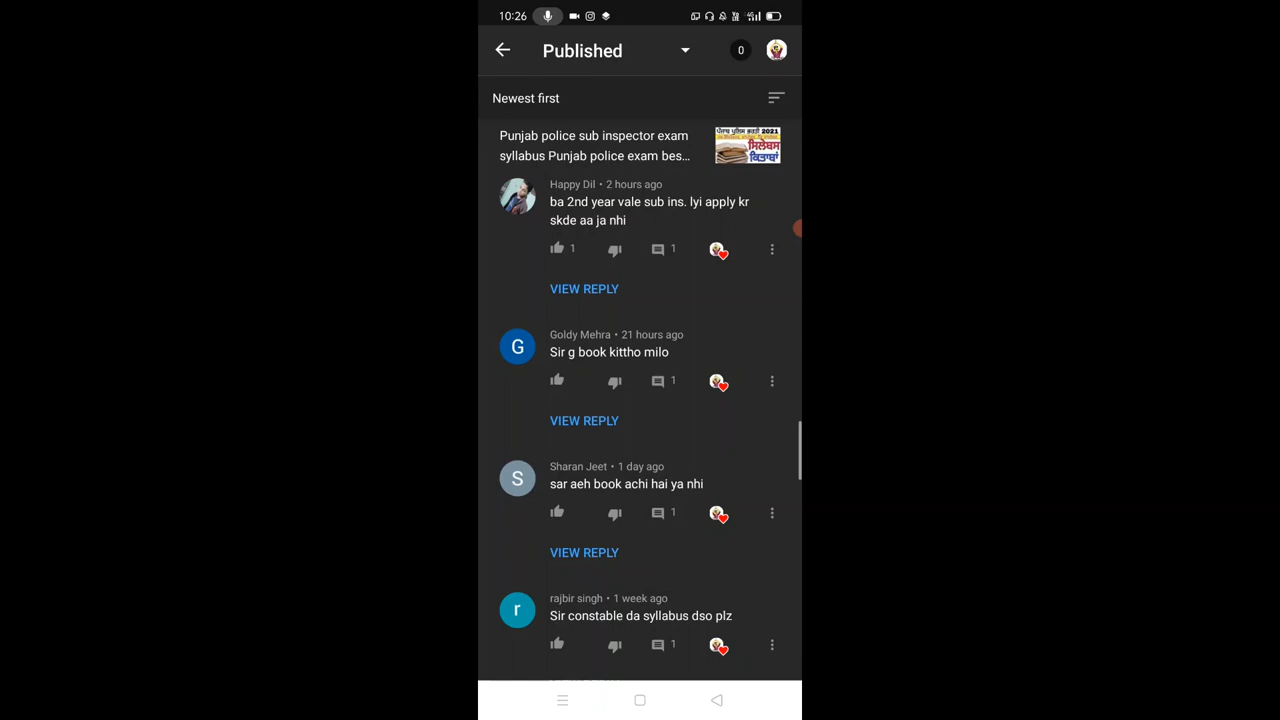 10:26
Published
0
Newest first
Punjab police sub inspector exam
syllabus Punjab police exam bes...
ਪੰਜਾਬ ਪੁਲਿਸ ਭਰਤੀ 2021
ਸਿਲੇਬਸ
ਕਿਤਾਬਾਂ
Happy Dil • 2 hours ago
ba 2nd year vale sub ins. lyi apply kr
skde aa ja nhi
1 1
VIEW REPLY
G
Goldy Mehra • 21 hours ago
Sir g book kittho milo
1
VIEW REPLY
S
Sharan Jeet • 1 day ago
sar aeh book achi hai ya nhi
1
VIEW REPLY
r
rajbir singh • 1 week ago
Sir constable da syllabus dso plz
1